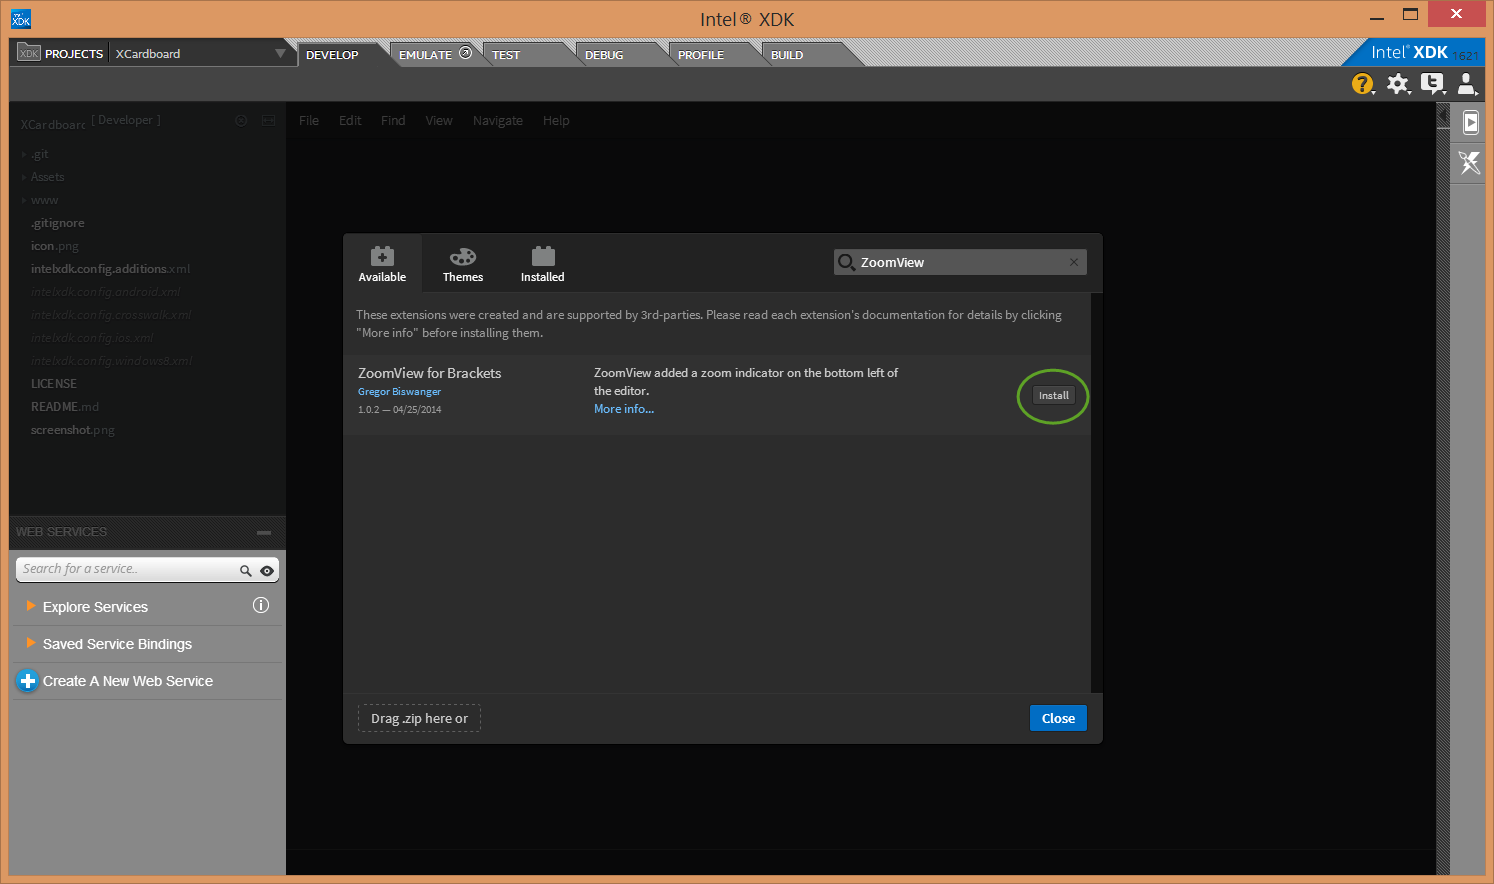 Intel® XDK
XDK
XDK PROJECTS XCardboard
DEVELOP EMULATE TEST DEBUG PROFILE BUILD
Intel® XDK 1621
XCardboard [ Developer ]
File Edit Find View Navigate Help
.git
Assets
www
.gitignore
icon.png
intelxdk.config.additions.xml
intelxdk.config.android.xml
intelxdk.config.crosswalk.xml
intelxdk.config.ios.xml
intelxdk.config.windows8.xml
LICENSE
README.md
screenshot.png
WEB SERVICES
Search for a service..
Explore Services
Saved Service Bindings
Create A New Web Service
Available Themes Installed
ZoomView
These extensions were created and are supported by 3rd-parties. Please read each extension's documentation for details by clicking
"More info" before installing them.
ZoomView for Brackets
Gregor Biswanger
1.0.2 — 04/25/2014
ZoomView added a zoom indicator on the bottom left of
the editor.
More info...
Install
Drag .zip here or
Close